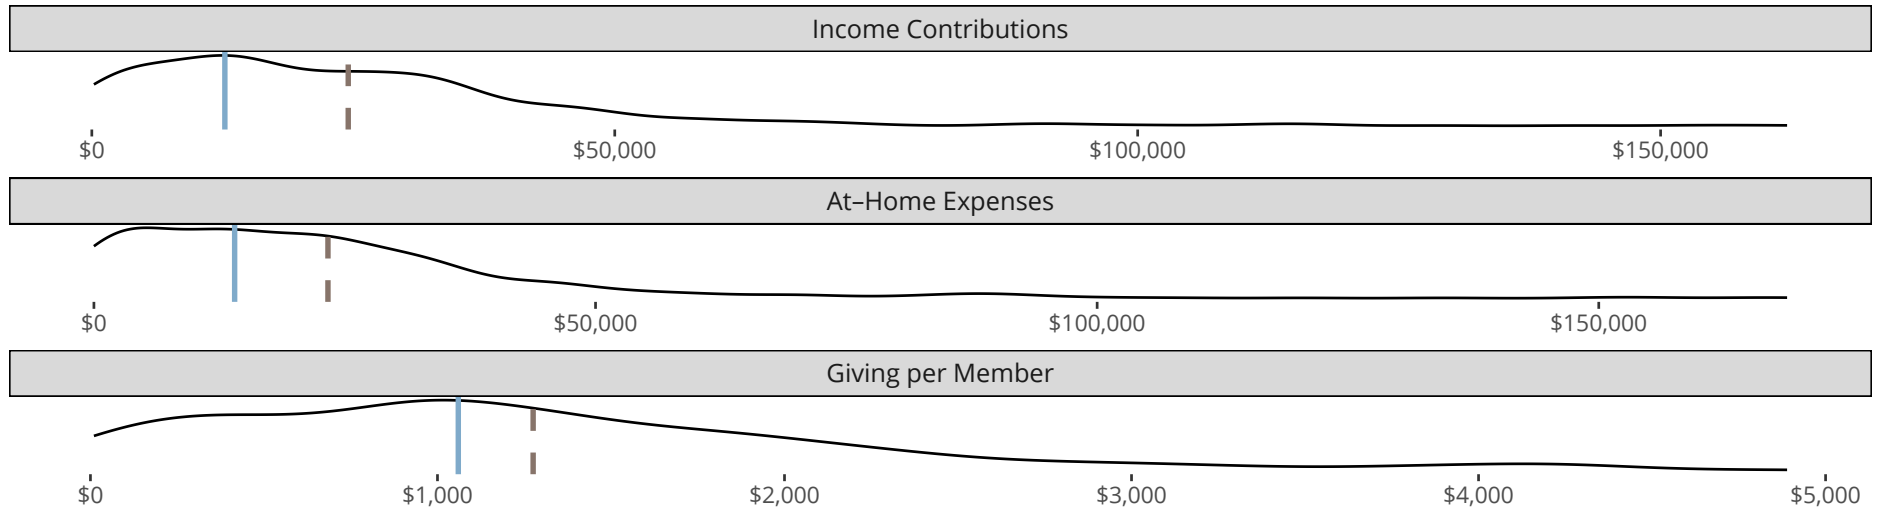 Income Contributions
$0 $50,000 $100,000 $150,000
At–Home Expenses
$0 $50,000 $100,000 $150,000
Giving per Member
$0 $1,000 $2,000 $3,000 $4,000 $5,000